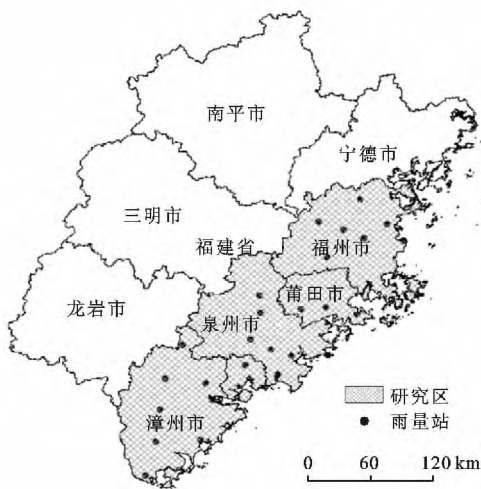 南平市
宁德市
三明市
福建省
福州市
龙岩市
莆田市
泉州市
漳州市
研究区
雨量站
0 60 120 km